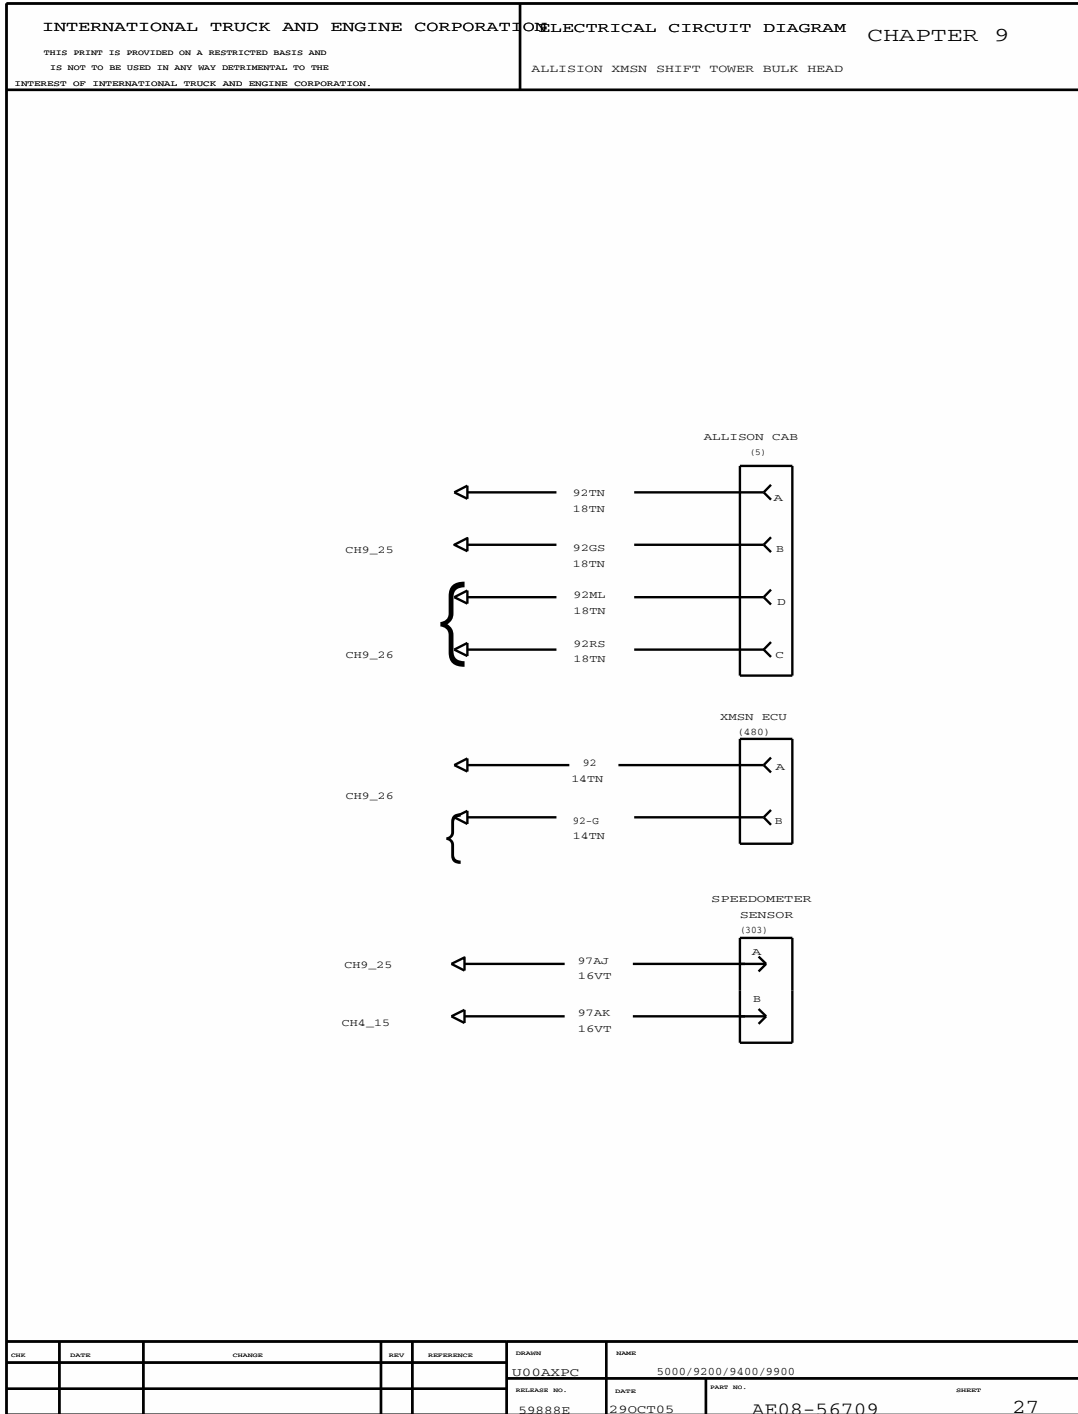 INTERNATIONAL TRUCK AND ENGINE CORPORATION
THIS PRINT IS PROVIDED ON A RESTRICTED BASIS AND
IS NOT TO BE USED IN ANY WAY DETRIMENTAL TO THE
INTEREST OF INTERNATIONAL TRUCK AND ENGINE CORPORATION.
ELECTRICAL CIRCUIT DIAGRAM
CHAPTER 9
ALLISION XMSN SHIFT TOWER BULK HEAD
ALLISON CAB
(5)
92TN
18TN
A
CH9_25
92GS
18TN
B
92ML
18TN
D
CH9_26
92RS
18TN
C
XMSN ECU
(480)
92
14TN
A
CH9_26
92-G
14TN
B
SPEEDOMETER
SENSOR
(303)
CH9_25
97AJ
16VT
A
CH4_15
97AK
16VT
B
CHK
DATE
CHANGE
REV
REFERENCE
DRAWN
U00AXPC
NAME
5000/9200/9400/9900
RELEASE NO.
59888E
DATE
29OCT05
PART NO.
AE08-56709
SHEET
27